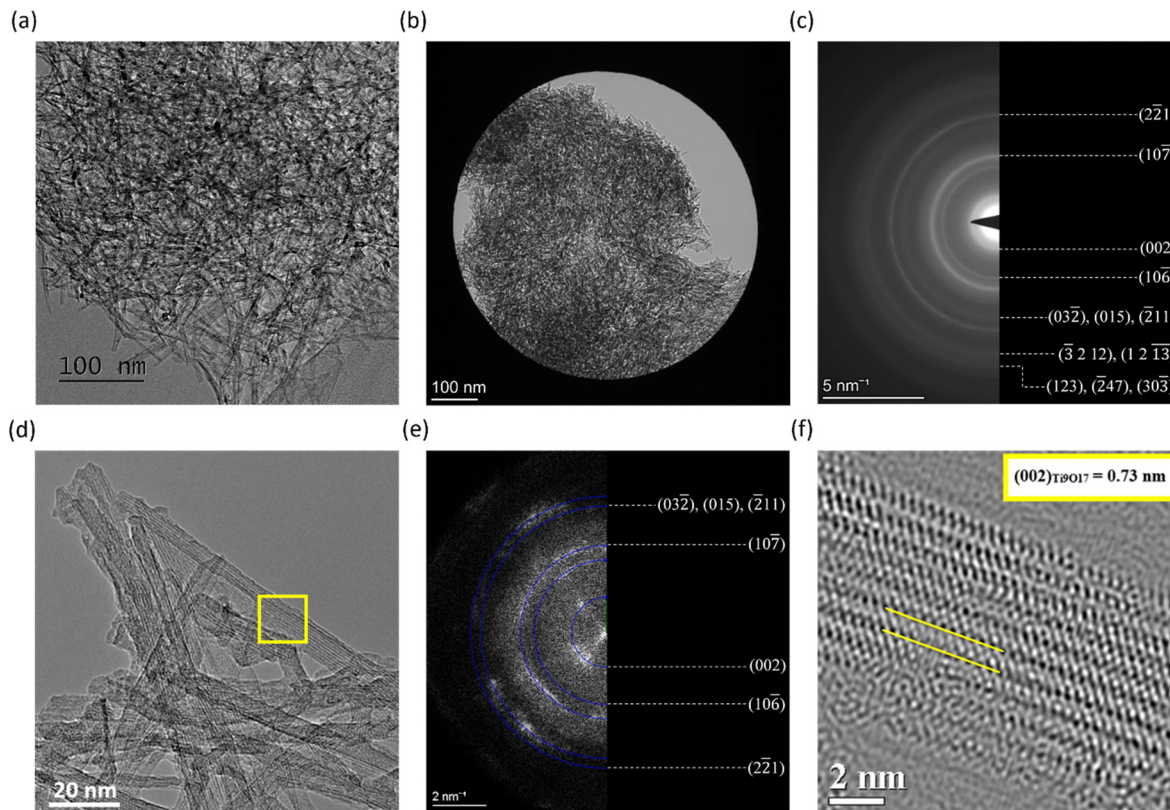 (a)
100 nm
(b)
100 nm
(c)
(22̅1)
(107̅)
(002)
(106̅)
(032̅), (015), (2̅11)
(3̅ 2 12), (1 2 1̅3̅)
(123), (2̅47), (303̅)
5 nm⁻¹
(d)
20 nm
(e)
(032̅), (015), (2̅11)
(107̅)
(002)
(106̅)
(22̅1)
2 nm⁻¹
(f)
(002)Ti9O17 = 0.73 nm
2 nm